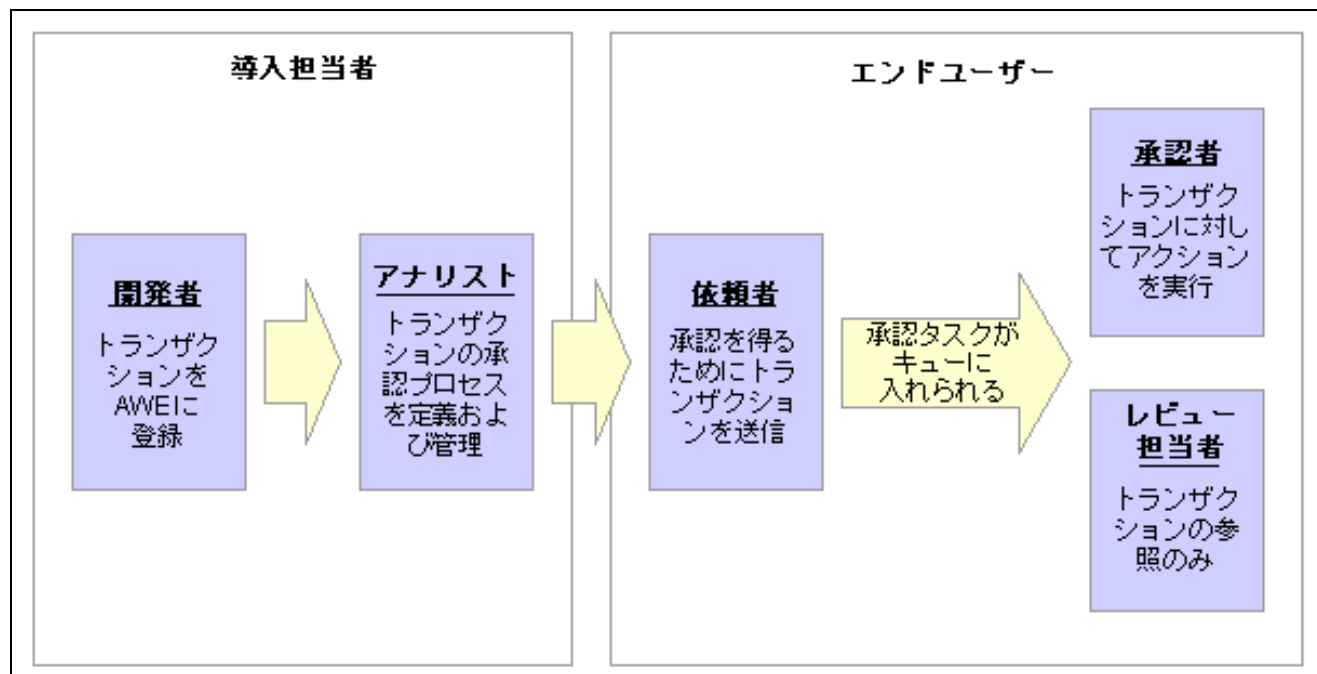 導入担当者
開発者
トランザク
ションを
AWEに
登録
アナリスト
トランザク
ションの承
認プロセス
を定義およ
び管理
エンドユーザー
依頼者
承認を得る
ためにトラ
ンザクショ
ンを送信
承認タスクが
キューに
入れられる
承認者
トランザク
ションに対し
てアクション
を実行
レビュー
担当者
トランザク
ションの参
照のみ